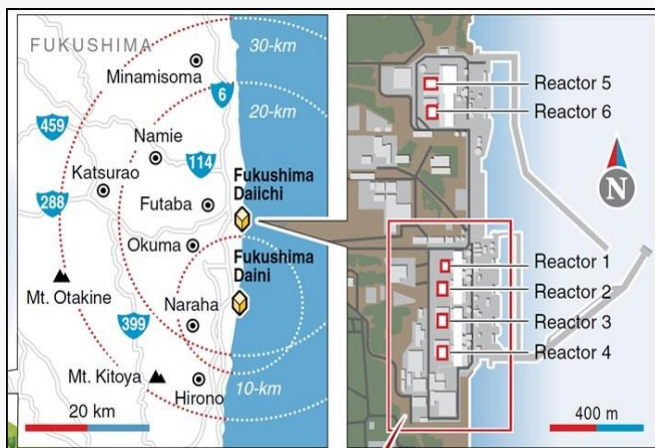 FUKUSHIMA
30-km
Minamisoma
6
20-km
459
Namie
114
Katsurao
Fukushima
Daiichi
288
Futaba
Okuma
Fukushima
Daini
Mt. Otakine
Naraha
399
Mt. Kitoya
10-km
Hirono
20 km
Reactor 5
Reactor 6
N
Reactor 1
Reactor 2
Reactor 3
Reactor 4
400 m